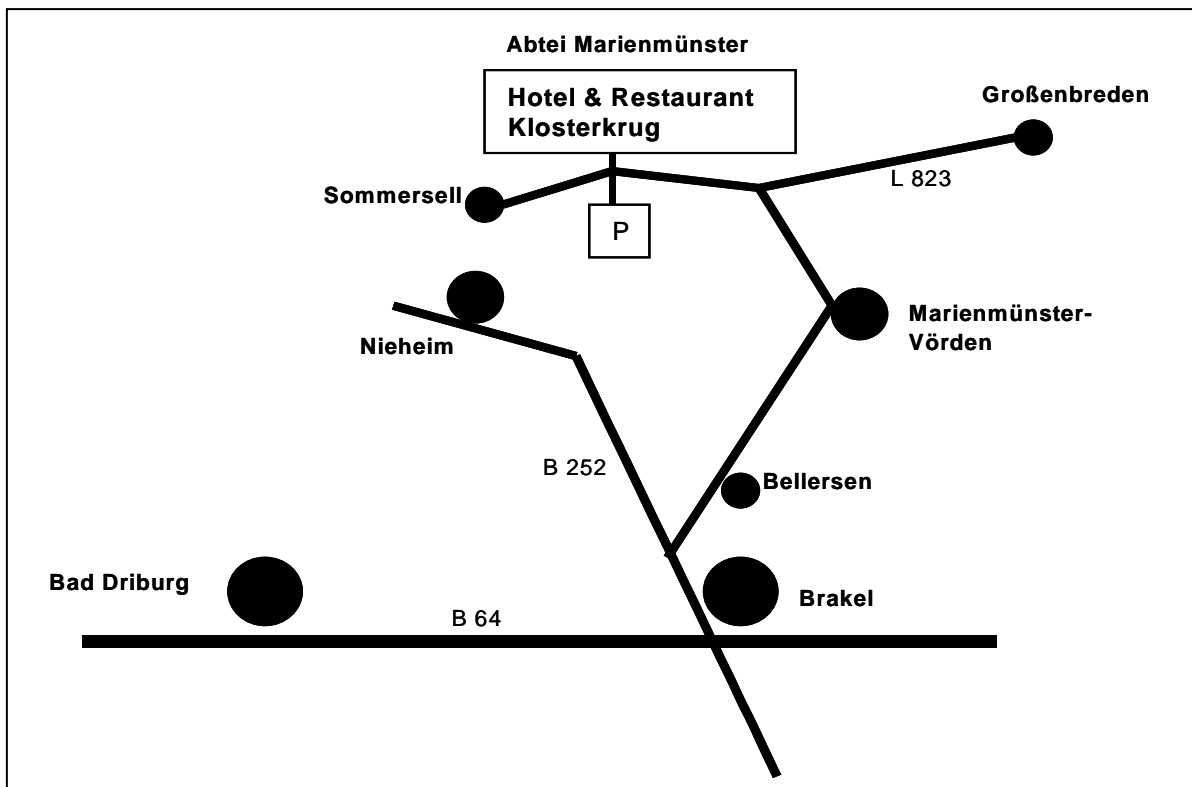 Abtei Marienmünster
Hotel & Restaurant
Klosterkrug
Großenbreden
L 823
Sommersell
P
Marienmünster-
Vörden
Nieheim
B 252
Bellersen
Bad Driburg
Brakel
B 64